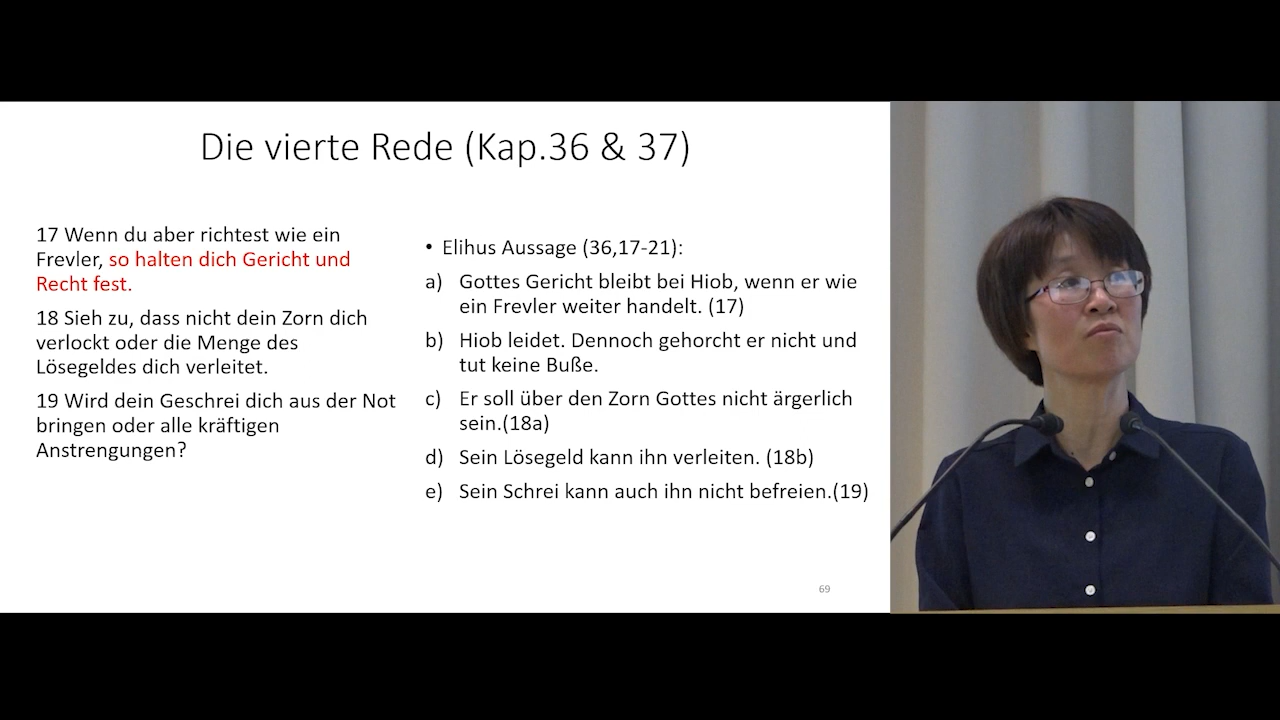 Die vierte Rede (Kap.36 & 37)
17 Wenn du aber richtest wie ein
Frevler, so halten dich Gericht und
Recht fest.
18 Sieh zu, dass nicht dein Zorn dich
verlockt oder die Menge des
Lösegeldes dich verleitet.
19 Wird dein Geschrei dich aus der Not
bringen oder alle kräftigen
Anstrengungen?
• Elihus Aussage (36,17-21):
a) Gottes Gericht bleibt bei Hiob, wenn er wie
ein Frevler weiter handelt. (17)
b) Hiob leidet. Dennoch gehorcht er nicht und
tut keine Buße.
c) Er soll über den Zorn Gottes nicht ärgerlich
sein.(18a)
d) Sein Lösegeld kann ihn verleiten. (18b)
e) Sein Schrei kann auch ihn nicht befreien.(19)
69